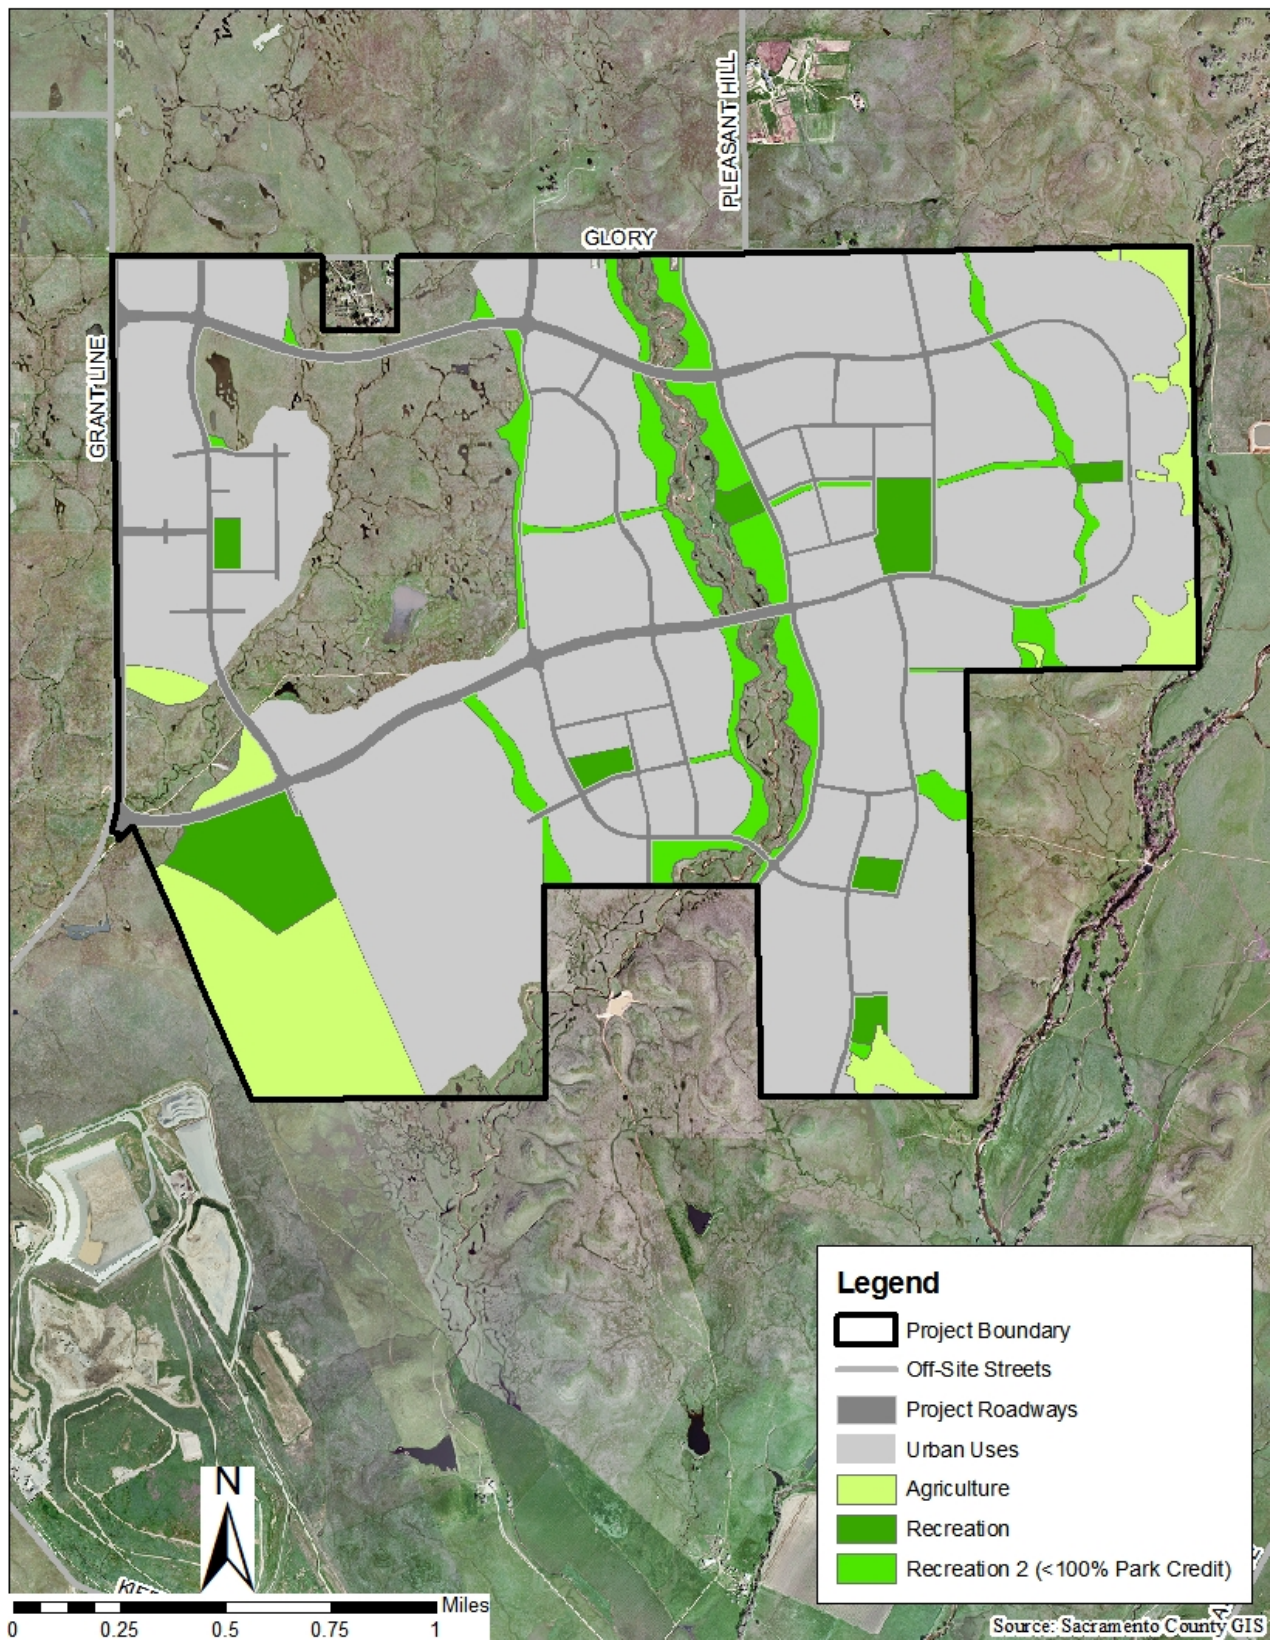 PLEASANT HILL
GLORY
GRANT LINE
Legend
Project Boundary
Off-Site Streets
Project Roadways
Urban Uses
Agriculture
Recreation
Recreation 2 (<100% Park Credit)
N
Miles
0 0.25 0.5 0.75 1
Source: Sacramento County GIS